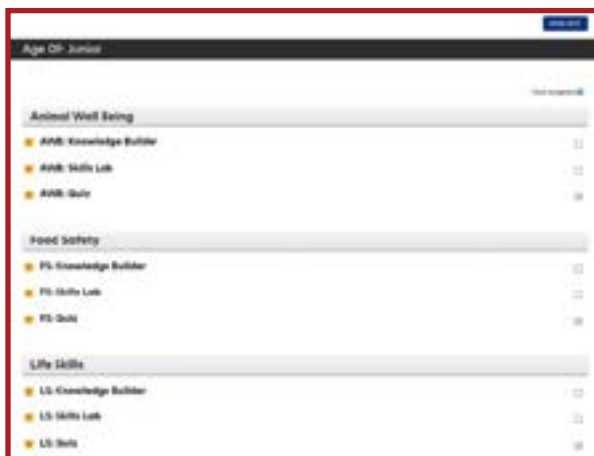 Age Of- Junior
Animal Well Being
AWB: Knowledge Builder
AWB: Skills Lab
AWB: Quiz
Food Safety
FS: Knowledge Builder
FS: Skills Lab
FS: Quiz
Life Skills
LS: Knowledge Builder
LS: Skills Lab
LS: Quiz